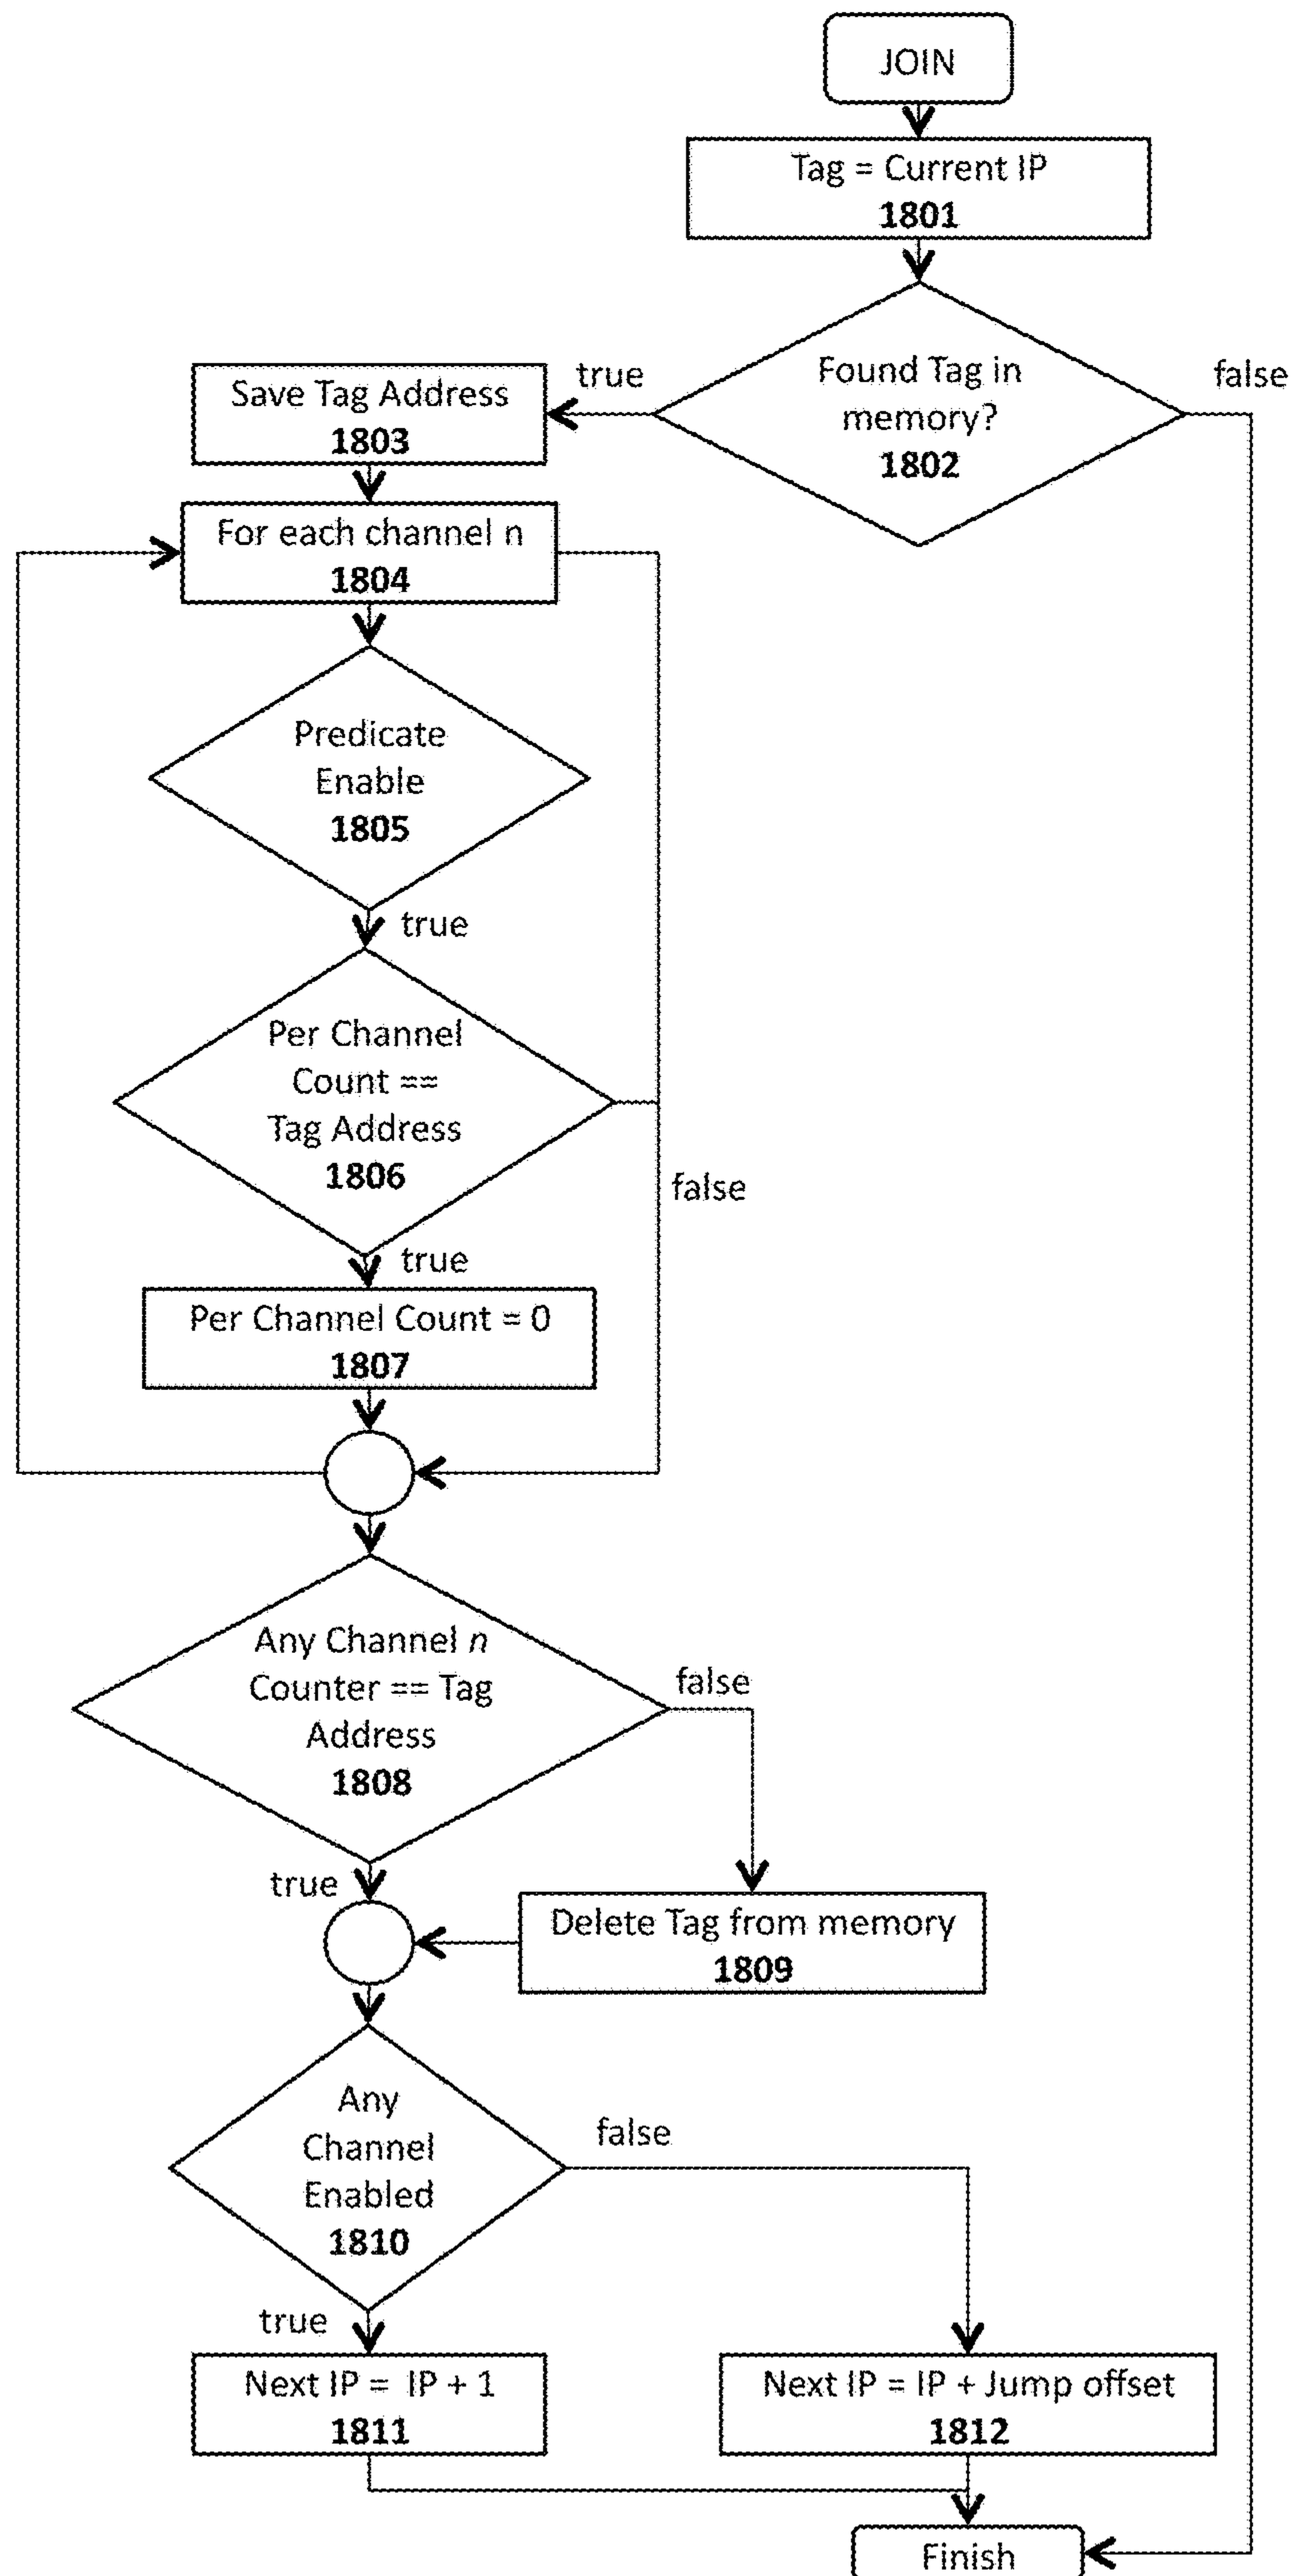 JOIN
Tag = Current IP
1801
Found Tag in
memory?
1802
true
false
Save Tag Address
1803
For each channel n
1804
Predicate
Enable
1805
true
Per Channel
Count ==
Tag Address
1806
false
true
Per Channel Count = 0
1807
Any Channel n
Counter == Tag
Address
1808
false
true
Delete Tag from memory
1809
Any
Channel
Enabled
1810
false
true
Next IP = IP + 1
1811
Next IP = IP + Jump offset
1812
Finish